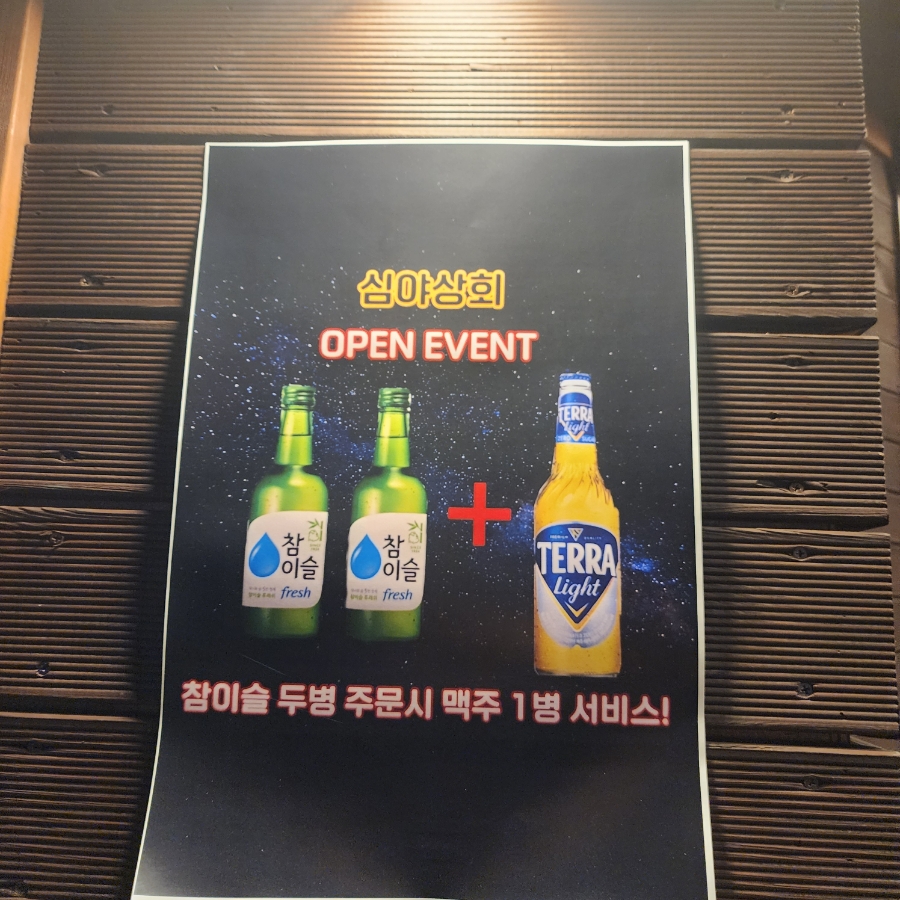 심야상회
OPEN EVENT
TERRA
Light
참
이슬
fresh
참
이슬
fresh
TERRA
Light
참이슬 두병 주문시 맥주 1병 서비스!